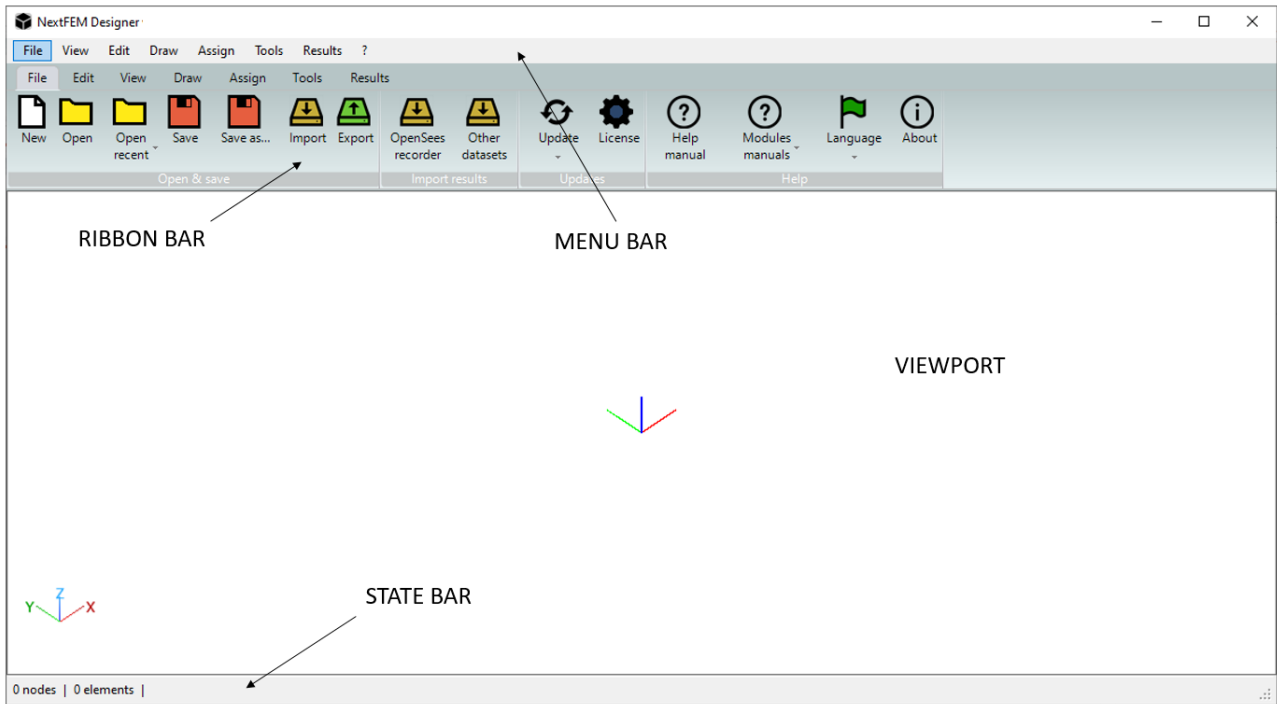 NextFEM Designer
File View Edit Draw Assign Tools Results ?
File Edit View Draw Assign Tools Results
New Open Open recent Save Save as... Import Export OpenSees recorder Other datasets Update License Help manual Modules manuals Language About
Open & save Import results Updates Help
RIBBON BAR
MENU BAR
VIEWPORT
STATE BAR
Z
Y X
0 nodes | 0 elements |